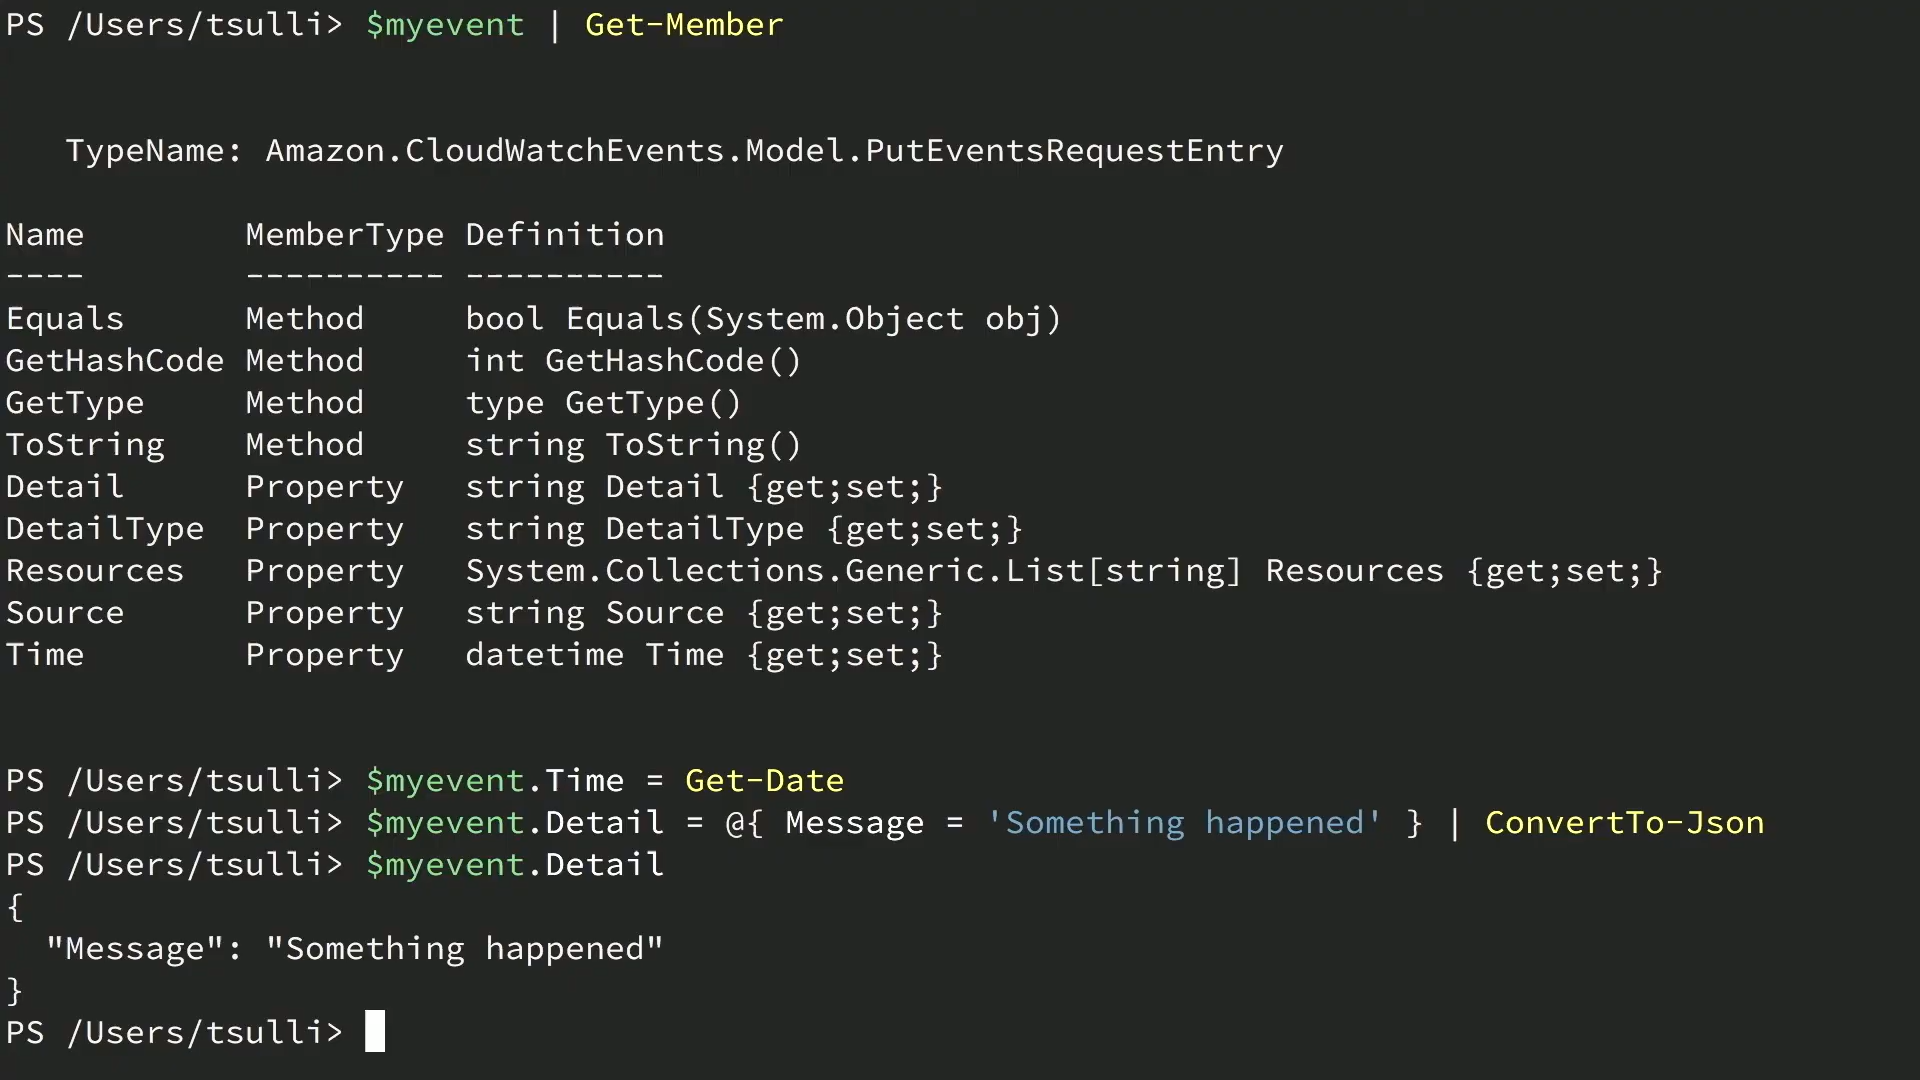 PS /Users/tsulli> $myevent | Get-Member
TypeName: Amazon.CloudWatchEvents.Model.PutEventsRequestEntry
Name        MemberType Definition
----        ---------- ----------
Equals      Method     bool Equals(System.Object obj)
GetHashCode Method     int GetHashCode()
GetType     Method     type GetType()
ToString    Method     string ToString()
Detail      Property   string Detail {get;set;}
DetailType  Property   string DetailType {get;set;}
Resources   Property   System.Collections.Generic.List[string] Resources {get;set;}
Source      Property   string Source {get;set;}
Time        Property   datetime Time {get;set;}
PS /Users/tsulli> $myevent.Time = Get-Date
PS /Users/tsulli> $myevent.Detail = @{ Message = 'Something happened' } | ConvertTo-Json
PS /Users/tsulli> $myevent.Detail
{
  "Message": "Something happened"
}
PS /Users/tsulli>